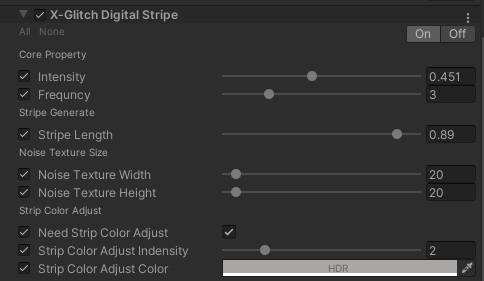 X-Glitch Digital Stripe
All None On Off
Core Property
Intensity 0.451
Frequncy 3
Stripe Generate
Stripe Length 0.89
Noise Texture Size
Noise Texture Width 20
Noise Texture Height 20
Strip Color Adjust
Need Strip Color Adjust
Strip Color Adjust Indensity 2
Strip Color Adjust Color HDR